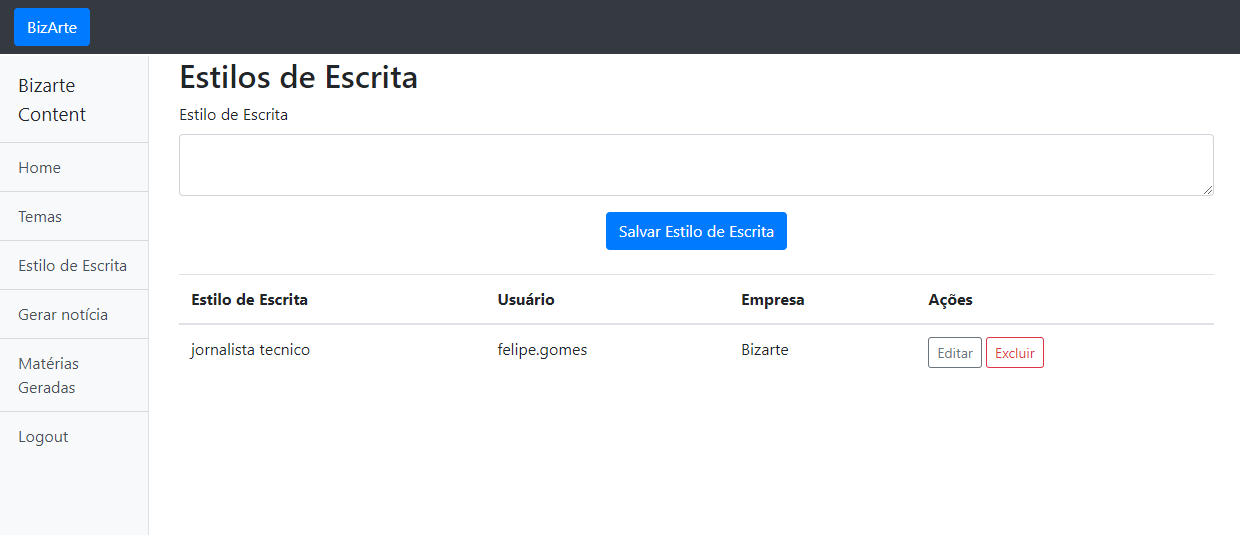 BizArte
Bizarte
Content
Home
Temas
Estilo de Escrita
Gerar notícia
Matérias
Geradas
Logout
Estilos de Escrita
Estilo de Escrita
Salvar Estilo de Escrita
Estilo de Escrita Usuário Empresa Ações
jornalista tecnico felipe.gomes Bizarte Editar Excluir